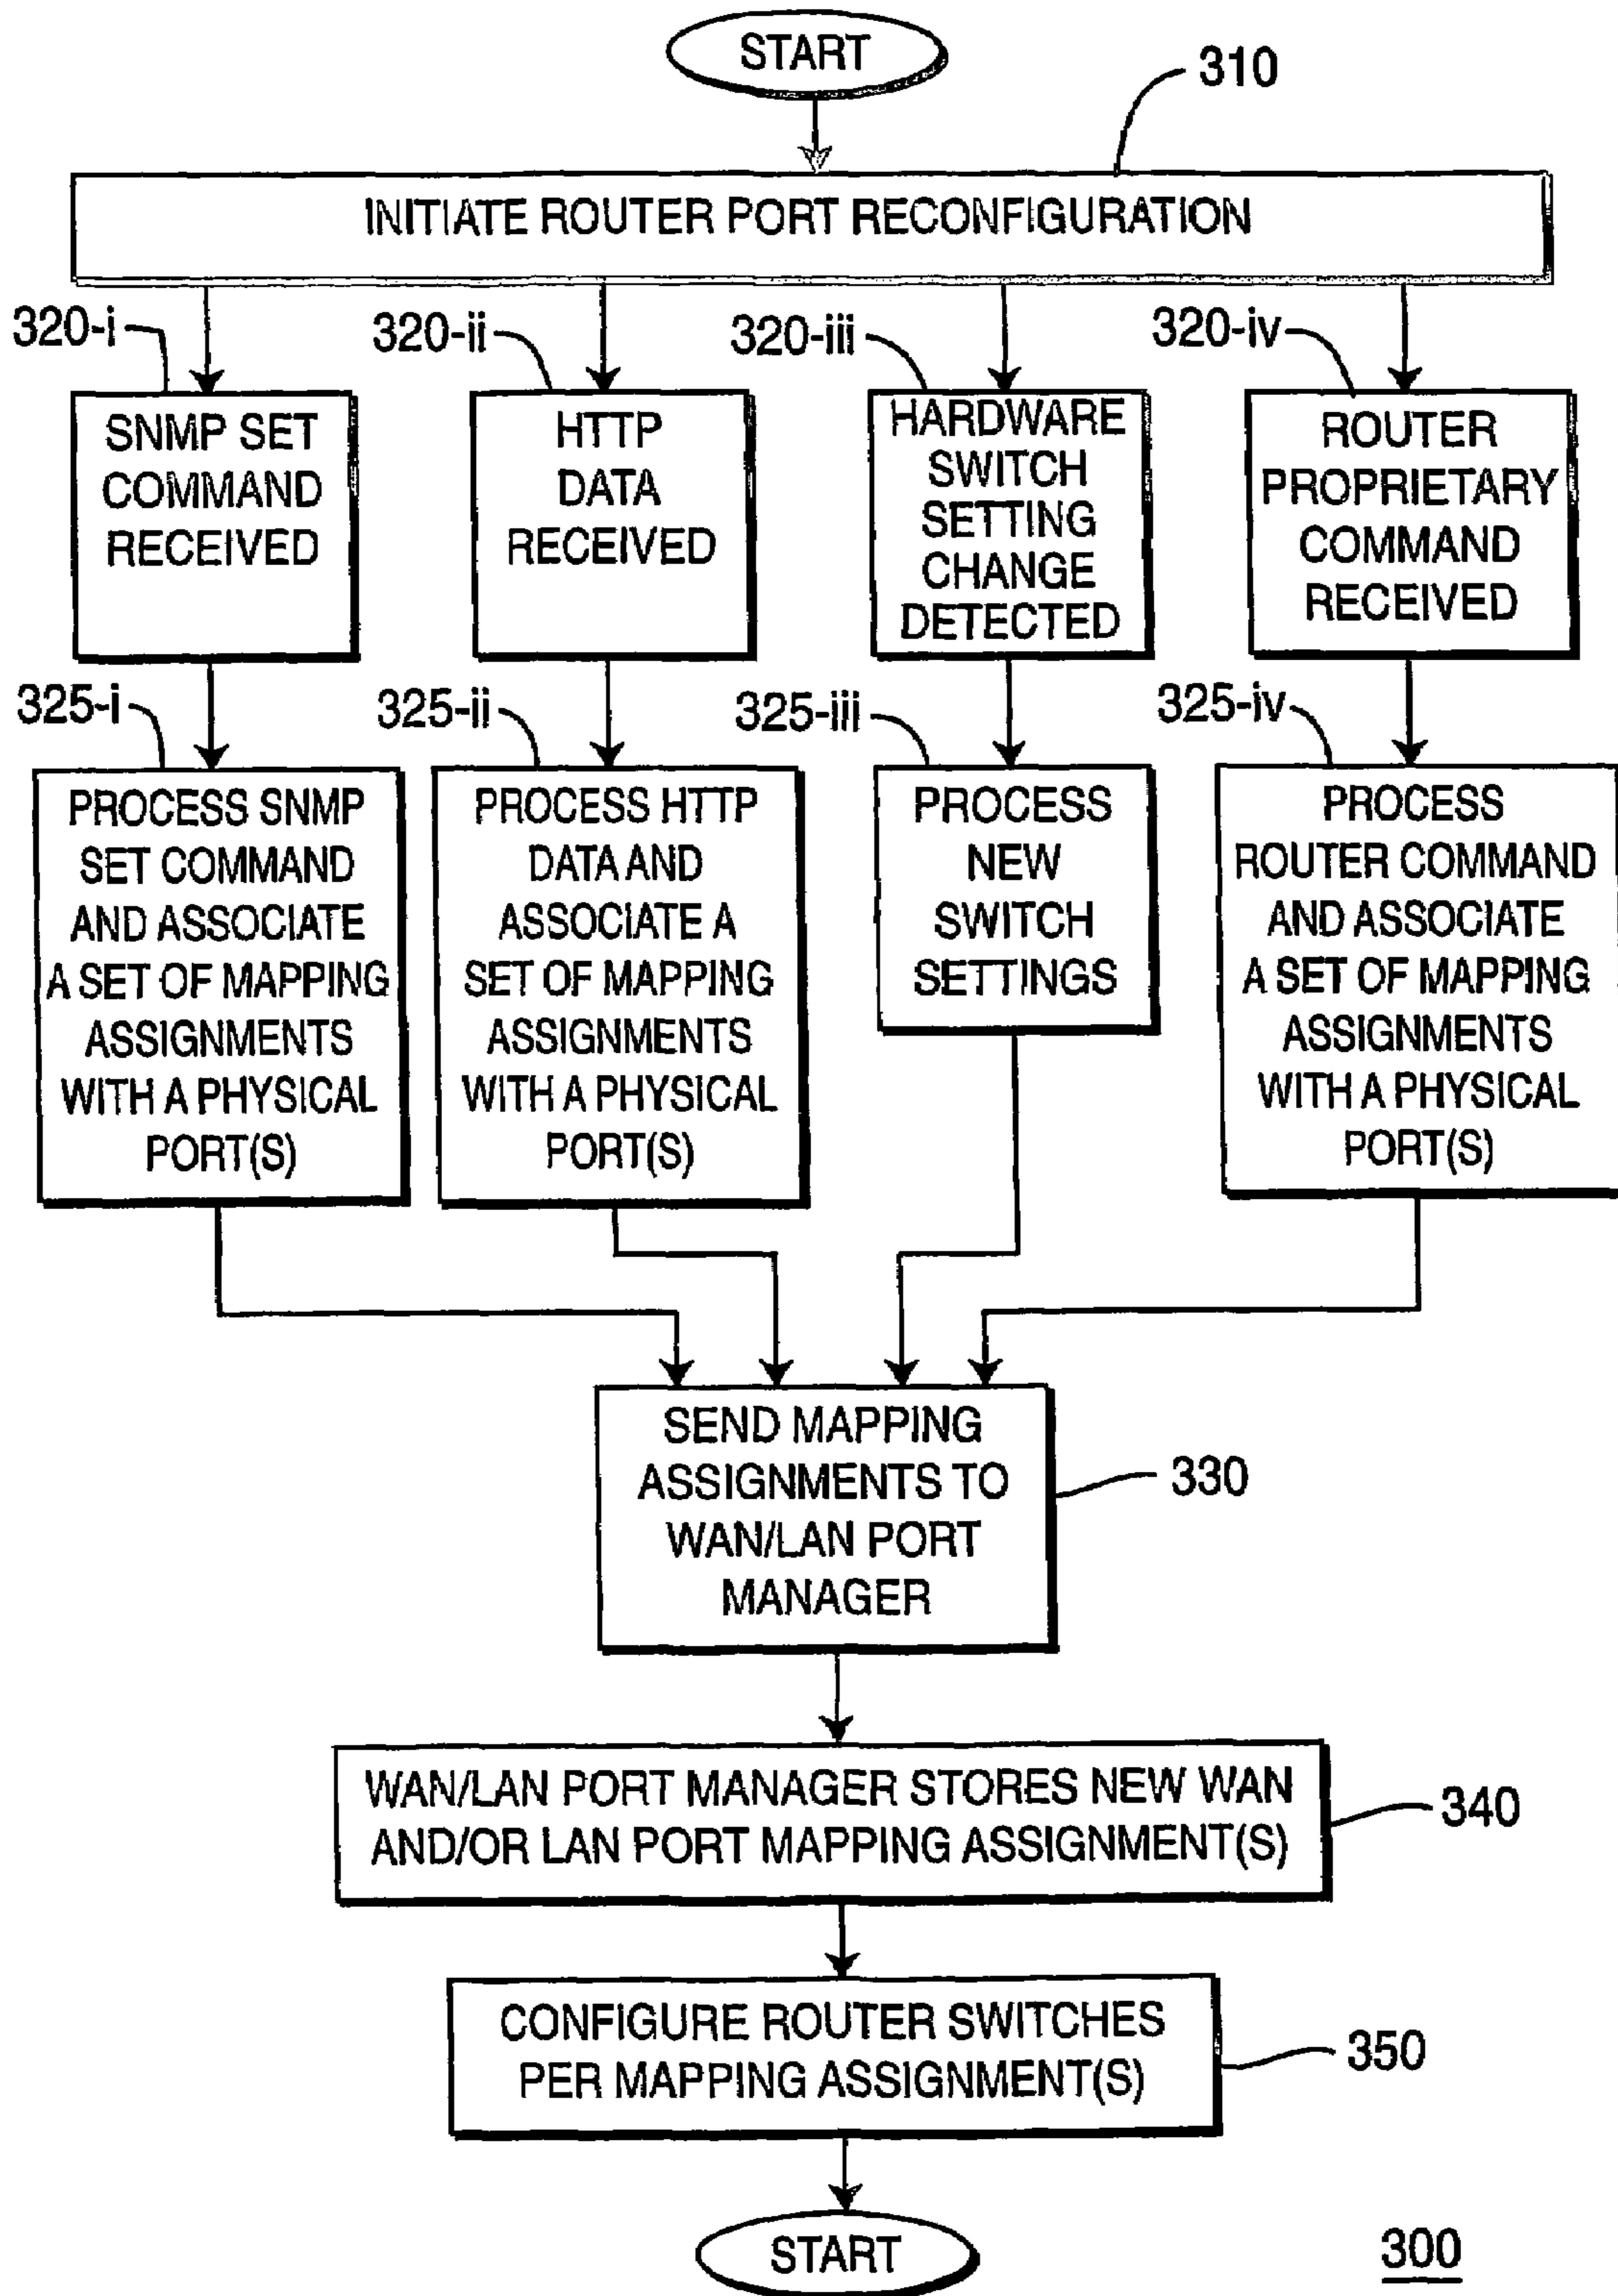 START
310
INITIATE ROUTER PORT RECONFIGURATION
320-i
320-ii
320-iii
320-iv
SNMP SET
COMMAND
RECEIVED
HTTP
DATA
RECEIVED
HARDWARE
SWITCH
SETTING
CHANGE
DETECTED
ROUTER
PROPRIETARY
COMMAND
RECEIVED
325-i
325-ii
325-iii
325-iv
PROCESS SNMP
SET COMMAND
AND ASSOCIATE
A SET OF MAPPING
ASSIGNMENTS
WITH A PHYSICAL
PORT(S)
PROCESS HTTP
DATA AND
ASSOCIATE A
SET OF MAPPING
ASSIGNMENTS
WITH A PHYSICAL
PORT(S)
PROCESS
NEW
SWITCH
SETTINGS
PROCESS
ROUTER COMMAND
AND ASSOCIATE
A SET OF MAPPING
ASSIGNMENTS
WITH A PHYSICAL
PORT(S)
SEND MAPPING
ASSIGNMENTS TO
WAN/LAN PORT
MANAGER
330
WAN/LAN PORT MANAGER STORES NEW WAN
AND/OR LAN PORT MAPPING ASSIGNMENT(S)
340
CONFIGURE ROUTER SWITCHES
PER MAPPING ASSIGNMENT(S)
350
START
300